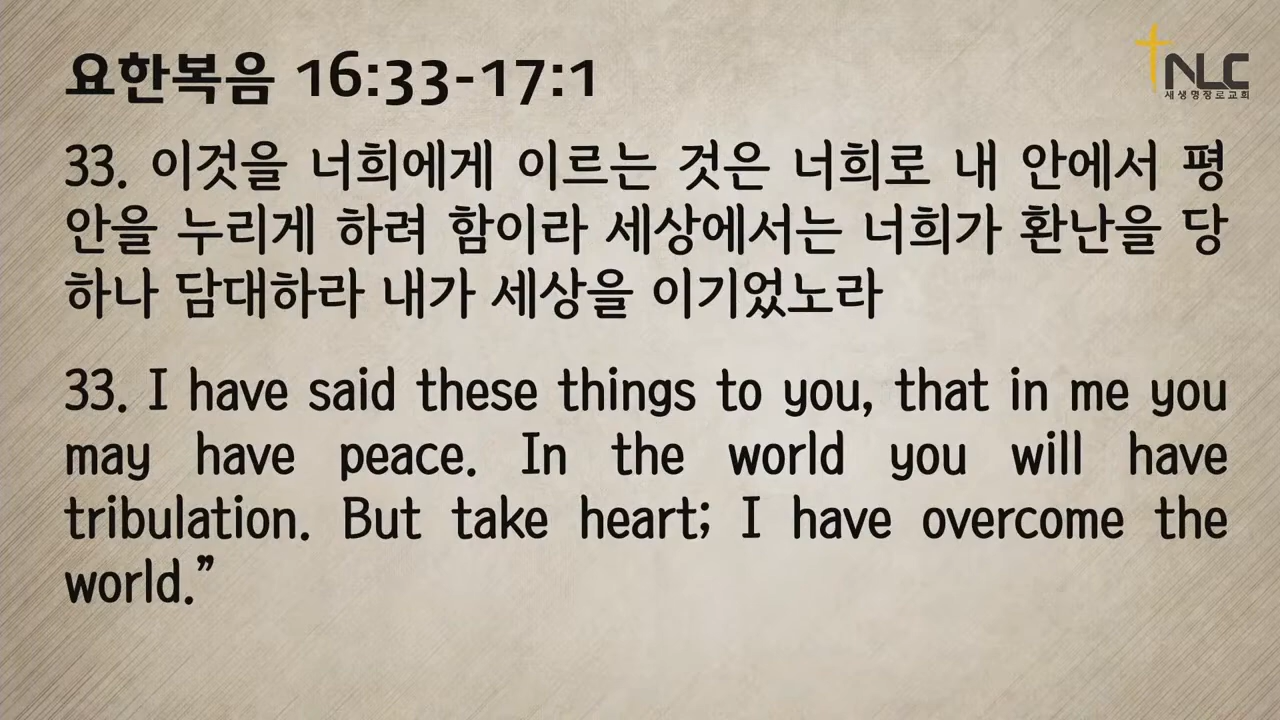 요한복음 16:33-17:1
NLC
새생명장로교회
33. 이것을 너희에게 이르는 것은 너희로 내 안에서 평
안을 누리게 하려 함이라 세상에서는 너희가 환난을 당
하나 담대하라 내가 세상을 이기었노라
33. I have said these things to you, that in me you
may have peace. In the world you will have
tribulation. But take heart; I have overcome the
world.”